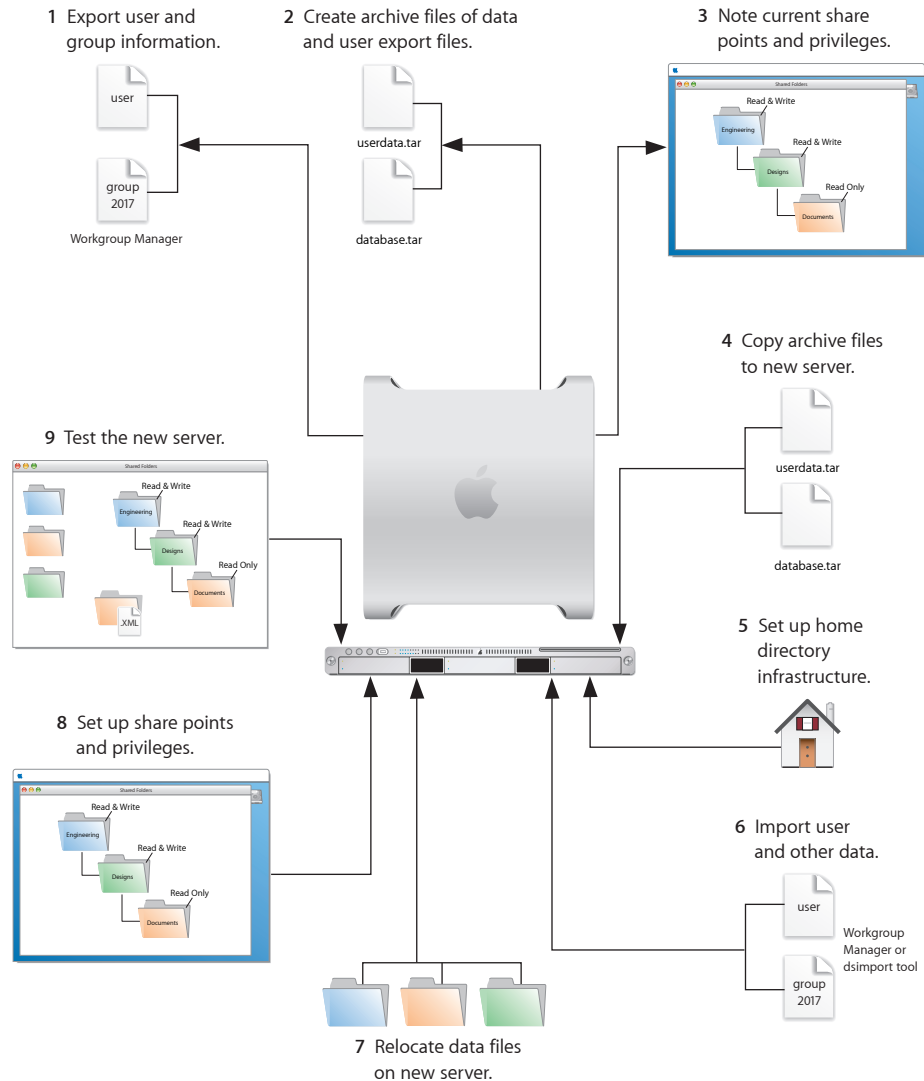 1 Export user and
group information.
user
group
2017
Workgroup Manager
2 Create archive files of data
and user export files.
userdata.tar
database.tar
3 Note current share
points and privileges.
Shared Folders
Read & Write
Engineering
Read & Write
Designs
Read Only
Documents
4 Copy archive files
to new server.
userdata.tar
database.tar
9 Test the new server.
Shared Folders
Read & Write
Engineering
Read & Write
Designs
Read Only
Documents
.XML
5 Set up home
directory
infrastructure.
8 Set up share points
and privileges.
Shared Folders
Read & Write
Engineering
Read & Write
Designs
Read Only
Documents
6 Import user
and other data.
user
group
2017
Workgroup
Manager or
dsimport tool
7 Relocate data files
on new server.